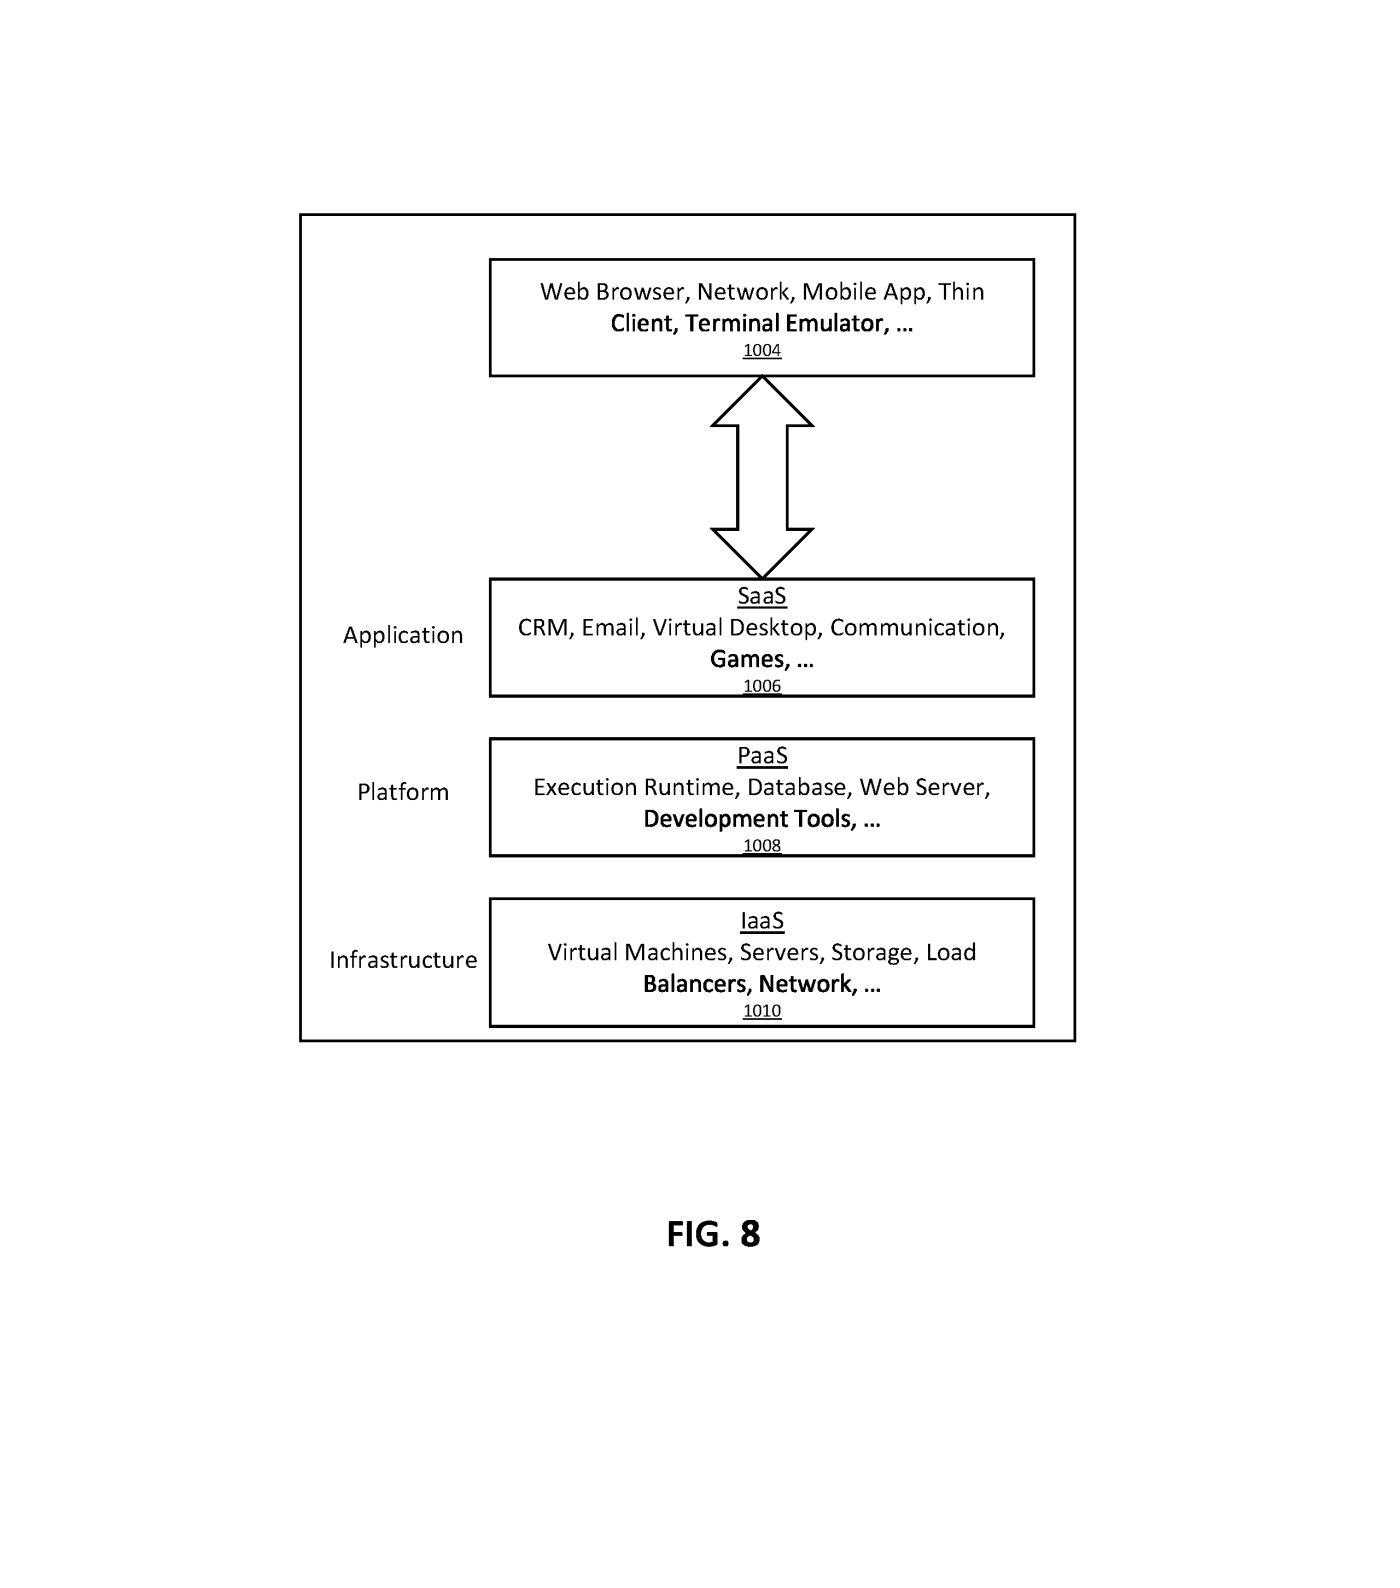 Web Browser, Network, Mobile App, Thin
Client, Terminal Emulator, ...
1004
SaaS
CRM, Email, Virtual Desktop, Communication,
Games, ...
1006
Application
PaaS
Execution Runtime, Database, Web Server,
Development Tools, ...
1008
Platform
IaaS
Virtual Machines, Servers, Storage, Load
Balancers, Network, ...
1010
Infrastructure
FIG. 8